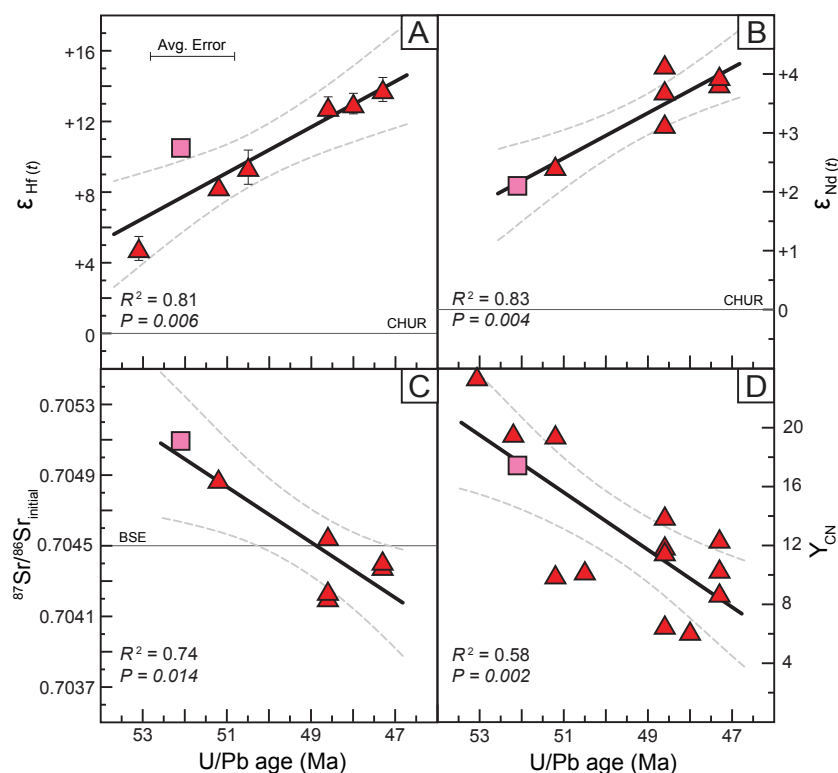 A
+16
Avg. Error
+12
+8
+4
0
ε Hf (t)
R² = 0.81
P = 0.006
CHUR
B
+4
+3
+2
+1
0
ε Nd (t)
R² = 0.83
P = 0.004
CHUR
C
0.7053
0.7049
0.7045
0.7041
0.7037
⁸⁷Sr/⁸⁶Sr initial
BSE
R² = 0.74
P = 0.014
53 51 49 47
U/Pb age (Ma)
D
20
16
12
8
4
Y CN
R² = 0.58
P = 0.002
53 51 49 47
U/Pb age (Ma)